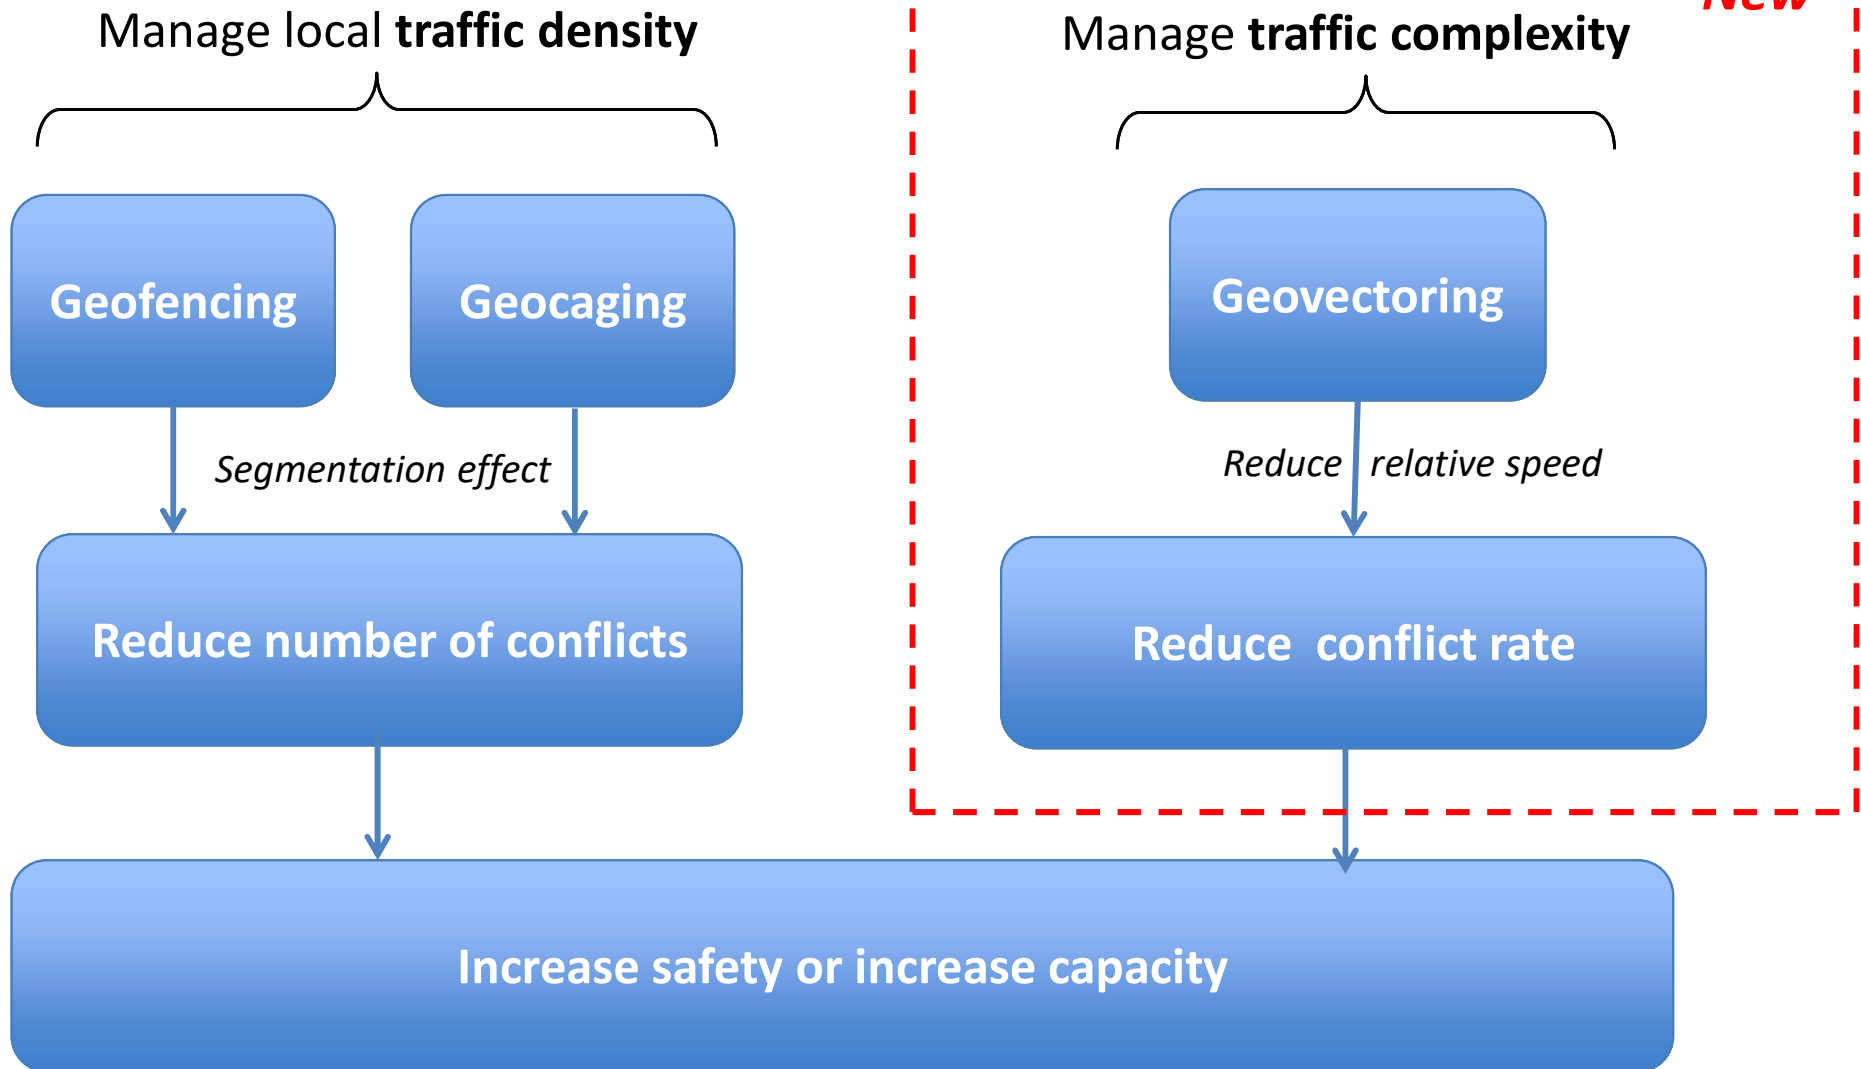 Manage local traffic density
New
Manage traffic complexity
Geofencing
Geocaging
Geovectoring
Segmentation effect
Reduce relative speed
Reduce number of conflicts
Reduce  conflict rate
Increase safety or increase capacity